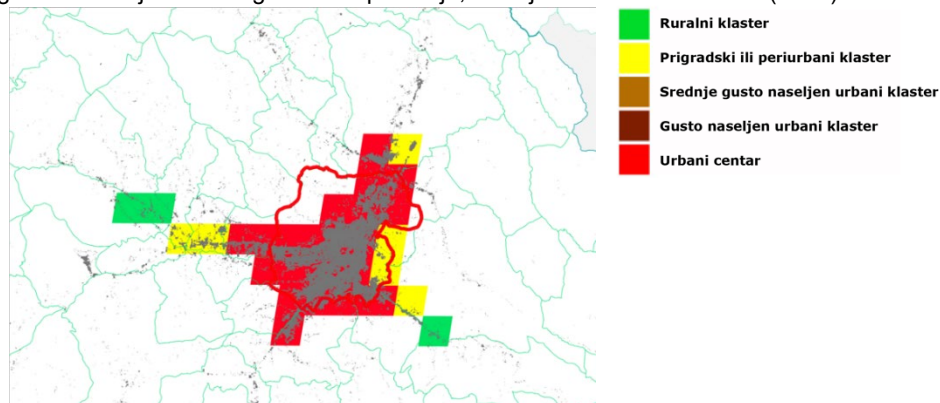 Ruralni klaster
Prigradski ili periurbani klaster
Srednje gusto naseljen urbani klaster
Gusto naseljen urbani klaster
Urbani centar